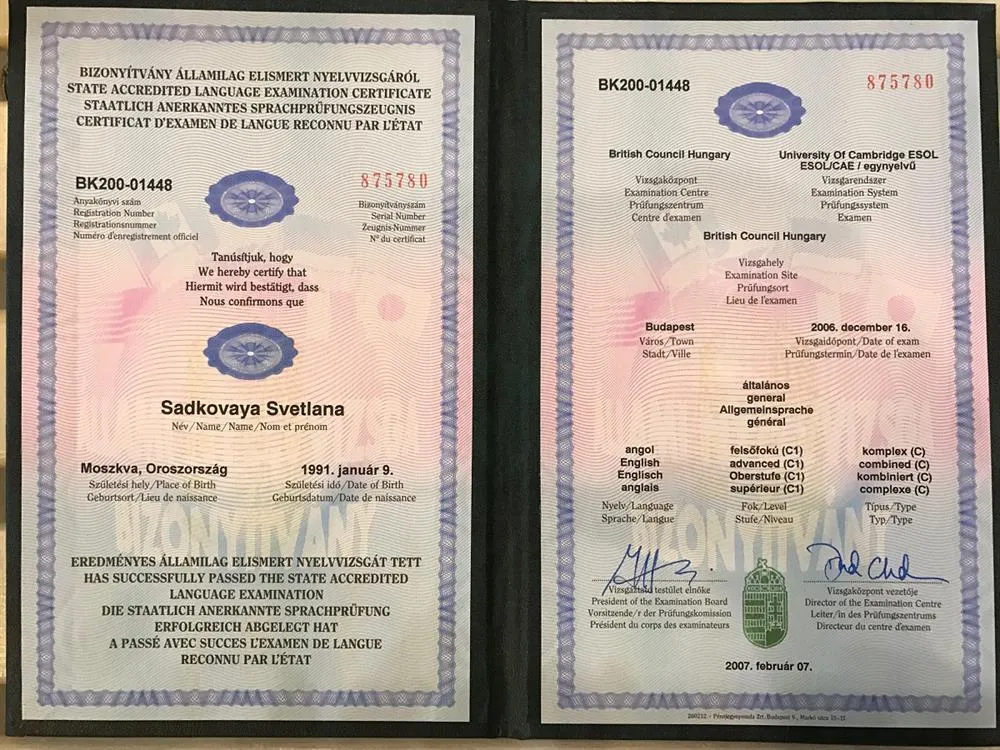 BIZONYÍTVÁNY ÁLLAMILAG ELISMERT NYELVVIZSGÁRÓL
STATE ACCREDITED LANGUAGE EXAMINATION CERTIFICATE
STAATLICH ANERKANNTES SPRACHPRÜFUNGSZEUGNIS
CERTIFICAT D'EXAMEN DE LANGUE RECONNU PAR L'ÉTAT
BK200-01448
875780
Anyakönyvi szám
Registration Number
Registrationsnummer
Numéro d'enregistrement officiel
Bizonyítványszám
Serial Number
Zeugnis-Nummer
N° du certificat
Tanúsítjuk, hogy
We hereby certify that
Hiermit wird bestätigt, dass
Nous confirmons que
Sadkovaya Svetlana
Név/Name/Name/Nom et prénom
Moszkva, Oroszország
Születési hely/Place of Birth
Geburtsort/Lieu de naissance
1991. január 9.
Születési idő/Date of Birth
Geburtsdatum/Date de naissance
BIZONYÍTVÁNY
EREDMÉNYES ÁLLAMILAG ELISMERT NYELVVIZSGÁT TETT
HAS SUCCESSFULLY PASSED THE STATE ACCREDITED
LANGUAGE EXAMINATION
DIE STAATLICH ANERKANNTE SPRACHPRÜFUNG
ERFOLGREICH ABGELEGT HAT
A PASSÉ AVEC SUCCES L'EXAMEN DE LANGUE
RECONNU PAR L'ÉTAT
BK200-01448
875780
British Council Hungary
Vizsgaközpont
Examination Centre
Prüfungszentrum
Centre d'examen
University Of Cambridge ESOL
ESOL/CAE / egynyelvű
Vizsgarendszer
Examination System
Prüfungssystem
Examen
British Council Hungary
Vizsgahely
Examination Site
Prüfungsort
Lieu de l'examen
Budapest
Város/Town
Stadt/Ville
2006. december 16.
Vizsgaidőpont/Date of exam
Prüfungstermin/Date de l'examen
általános
general
Allgemeinsprache
général
angol
English
Englisch
anglais
Nyelv/Language
Sprache/Langue
felsőfokú (C1)
advanced (C1)
Oberstufe (C1)
supérieur (C1)
Fok/Level
Stufe/Niveau
komplex (C)
combined (C)
kombiniert (C)
complexe (C)
Típus/Type
Typ/Type
BIZONYÍTVÁNY
Vizsgáztató testület elnöke
President of the Examination Board
Vorsitzende/r der Prüfungskomission
Président du corps des examinateurs
Vizsgaközpont vezetője
Director of the Examination Centre
Leiter/in des Prüfungszentrums
Directeur du centre d'examen
2007. február 07.